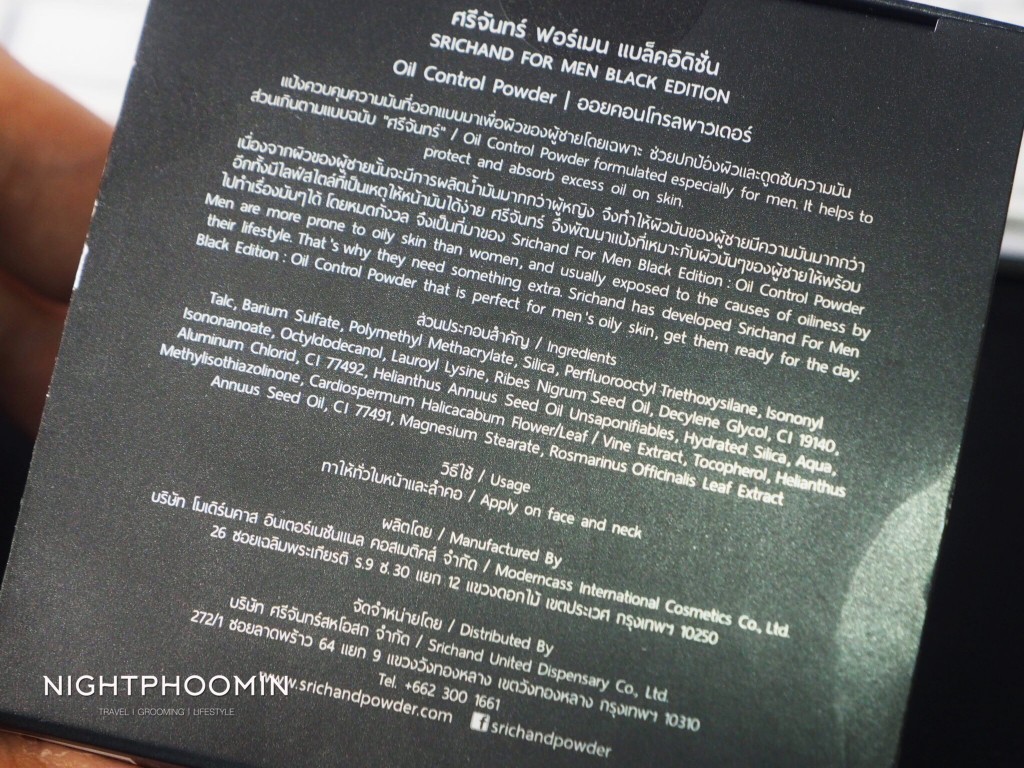 ศรีจันทร์ ฟอร์เมน แบล็คอิดิชั่น
SRICHAND FOR MEN BLACK EDITION
Oil Control Powder | ออยคอนโทรลพาวเดอร์
แป้งควบคุมความมันที่ออกแบบมาเพื่อผิวของผู้ชายโดยเฉพาะ ช่วยปกป้องผิวและดูดซับความมัน
ส่วนเกินตามแบบฉบับ "ศรีจันทร์" / Oil Control Powder formulated especially for men. It helps to
protect and absorb excess oil on skin.
เนื่องจากผิวของผู้ชายนั้นจะมีการผลิตน้ำมันมากกว่าผู้หญิง จึงทำให้ผิวมันของผู้ชายมีความมันมากกว่า
อีกทั้งมีไลฟ์สไตล์ที่เป็นเหตุให้หน้ามันได้ง่าย ศรีจันทร์ จึงพัฒนาแป้งที่เหมาะกับผิวมันๆของผู้ชายให้พร้อม
ไปทำเรื่องมันๆได้ โดยหมดกังวล จึงเป็นที่มาของ Srichand For Men Black Edition : Oil Control Powder
Men are more prone to oily skin than women, and usually exposed to the causes of oiliness by
their lifestyle. That's why they need something extra. Srichand has developed Srichand For Men
Black Edition : Oil Control Powder that is perfect for men's oily skin, get them ready for the day.
ส่วนประกอบสำคัญ / Ingredients
Talc, Barium Sulfate, Polymethyl Methacrylate, Silica, Perfluorooctyl Triethoxysilane, Isononyl
Isononanoate, Octyldodecanol, Lauroyl Lysine, Ribes Nigrum Seed Oil, Decylene Glycol, CI 19140,
Aluminum Chlorid, CI 77492, Helianthus Annuus Seed Oil Unsaponifiables, Hydrated Silica, Aqua,
Methylisothiazolinone, Cardiospermum Halicacabum Flower/Leaf / Vine Extract, Tocopherol, Helianthus
Annuus Seed Oil, CI 77491, Magnesium Stearate, Rosmarinus Officinalis Leaf Extract
วิธีใช้ / Usage
ทาให้ทั่วใบหน้าและลำคอ / Apply on face and neck
ผลิตโดย / Manufactured By
บริษัท โมเดิร์นคาส อินเตอร์เนชั่นแนล คอสเมติคส์ จำกัด / Moderncass International Cosmetics Co., Ltd.
26 ซอยเฉลิมพระเกียรติ ร.9 ซ.30 แยก 12 แขวงดอกไม้ เขตประเวศ กรุงเทพฯ 10250
จัดจำหน่ายโดย / Distributed By
บริษัท ศรีจันทร์สหโอสถ จำกัด / Srichand United Dispensary Co., Ltd.
272/1 ซอยลาดพร้าว 64 แยก 9 แขวงวังทองหลาง เขตวังทองหลาง กรุงเทพฯ 10310
Tel. +662 300 1661
www.srichandpowder.com f srichandpowder
NIGHTPHOOMIN
TRAVEL | GROOMING | LIFESTYLE